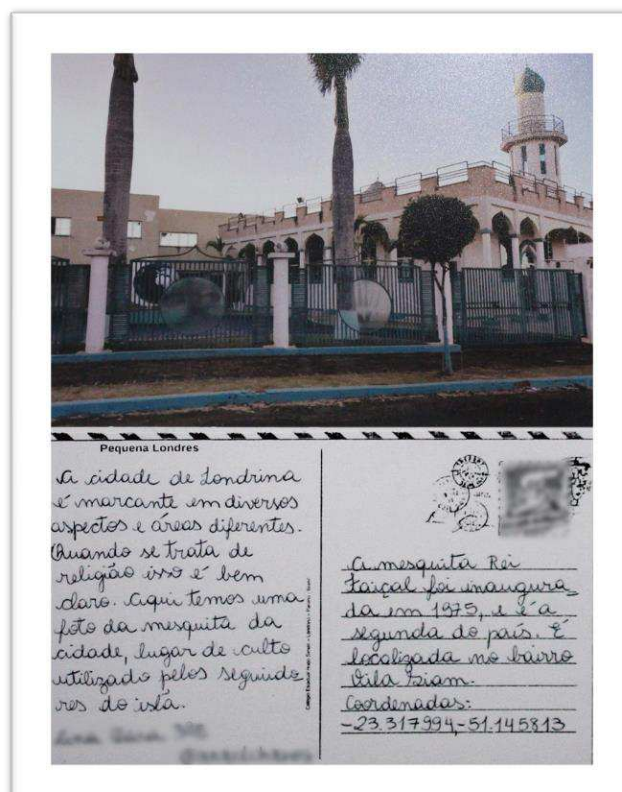 Pequena Londres
A cidade de Londrina
é marcante em diversos
aspectos e áreas diferentes.
Quando se trata de
religião isso é bem
claro. Aqui temos uma
foto da mesquita da
cidade, lugar de culto
utilizado pelos seguido
res do islã.
A mesquita Rei
Faiçal foi inaugura
da em 1975, e é a
segunda do país. É
localizada no bairro
Vila Siam.
Coordenadas:
-23.317994,-51.145813